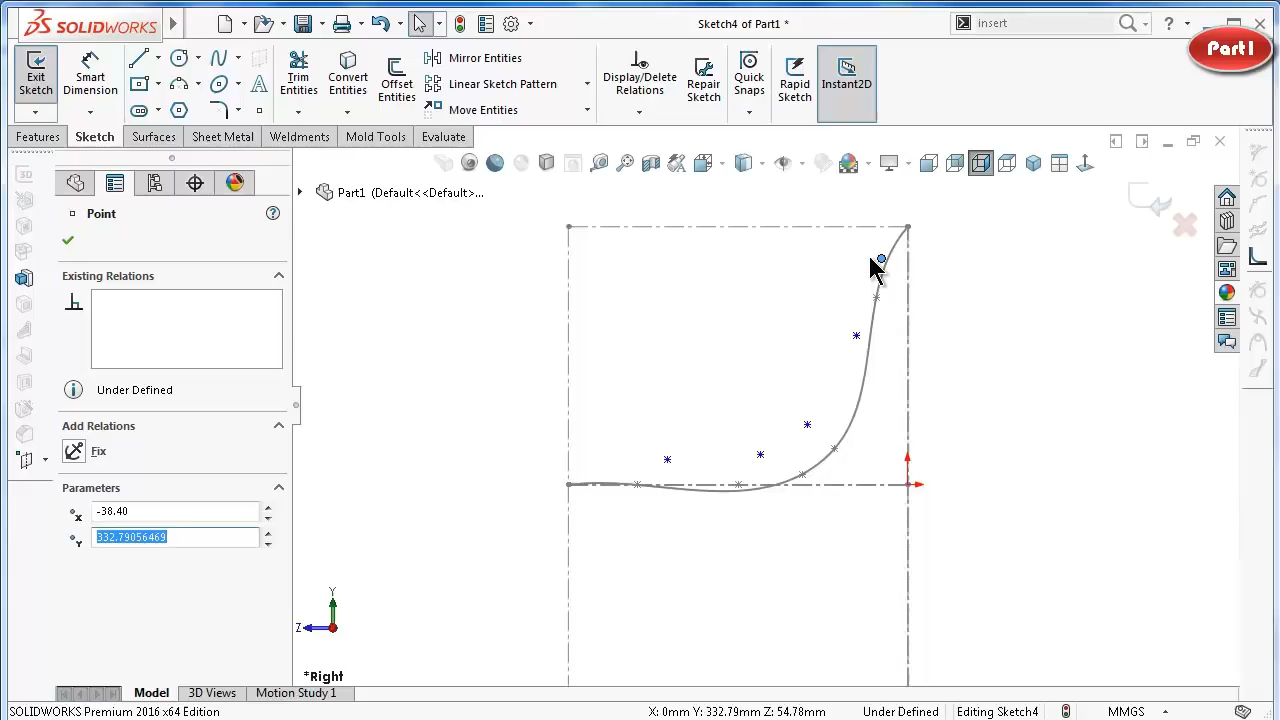 SOLIDWORKS
Sketch4 of Part1 *
insert
Part1
Exit Sketch
Smart Dimension
Trim Entities
Convert Entities
Offset Entities
Mirror Entities
Linear Sketch Pattern
Move Entities
Display/Delete Relations
Repair Sketch
Quick Snaps
Rapid Sketch
Instant2D
Features
Sketch
Surfaces
Sheet Metal
Weldments
Mold Tools
Evaluate
Part1 (Default<<Default>...
Point
Existing Relations
Under Defined
Add Relations
Fix
Parameters
X
-38.40
Y
332.79056469
Y
Z
*Right
Model
3D Views
Motion Study 1
SOLIDWORKS Premium 2016 x64 Edition
X: 0mm Y: 332.79mm Z: 54.78mm
Under Defined
Editing Sketch4
MMGS